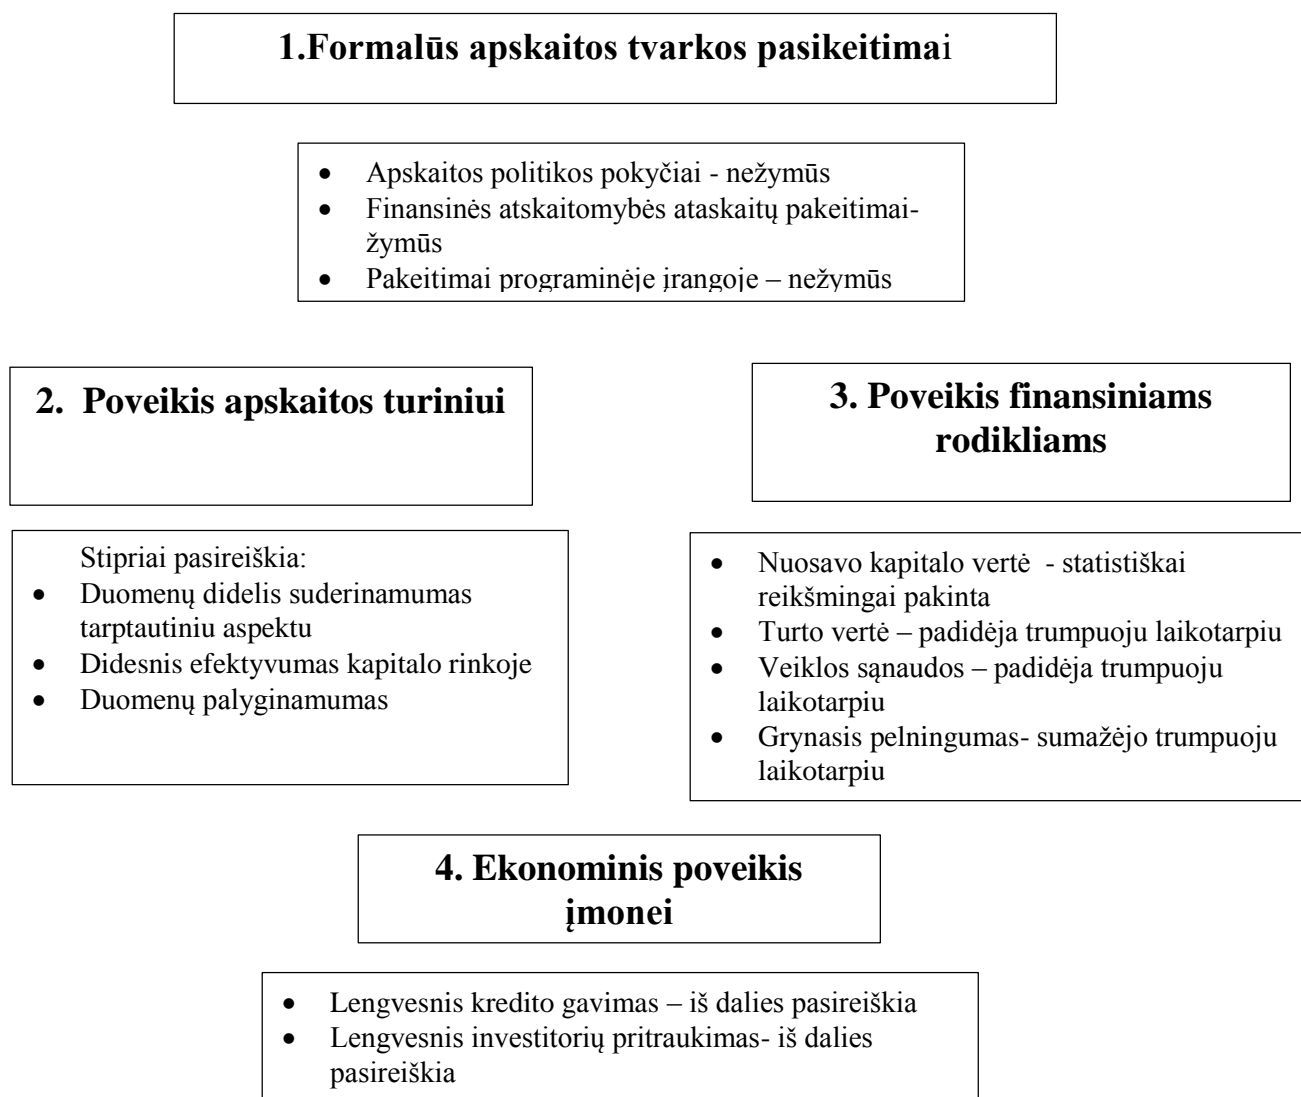 1.Formalūs apskaitos tvarkos pasikeitimai
• Apskaitos politikos pokyčiai - nežymūs
• Finansinės atskaitomybės ataskaitų pakeitimai-
žymūs
• Pakeitimai programinėje įrangoje – nežymūs
2. Poveikis apskaitos turiniui
Stipriai pasireiškia:
• Duomenų didelis suderinamumas
tarptautiniu aspektu
• Didesnis efektyvumas kapitalo rinkoje
• Duomenų palyginamumas
3. Poveikis finansiniams
rodikliams
• Nuosavo kapitalo vertė - statistiškai
reikšmingai pakinta
• Turto vertė – padidėja trumpuoju laikotarpiu
• Veiklos sąnaudos – padidėja trumpuoju
laikotarpiu
• Grynasis pelningumas- sumažėjo trumpuoju
laikotarpiu
4. Ekonominis poveikis
įmonei
• Lengvesnis kredito gavimas – iš dalies pasireiškia
• Lengvesnis investitorių pritraukimas- iš dalies
pasireiškia